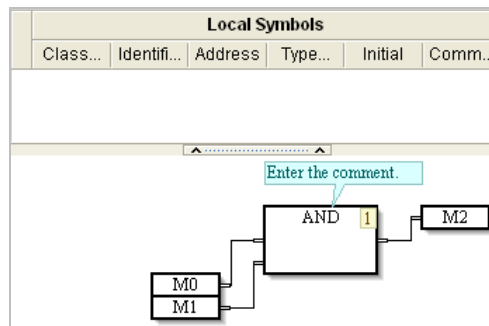 Local Symbols
Class... Identifi... Address Type... Initial Comm..
Enter the comment.
AND 1
M2
M0
M1